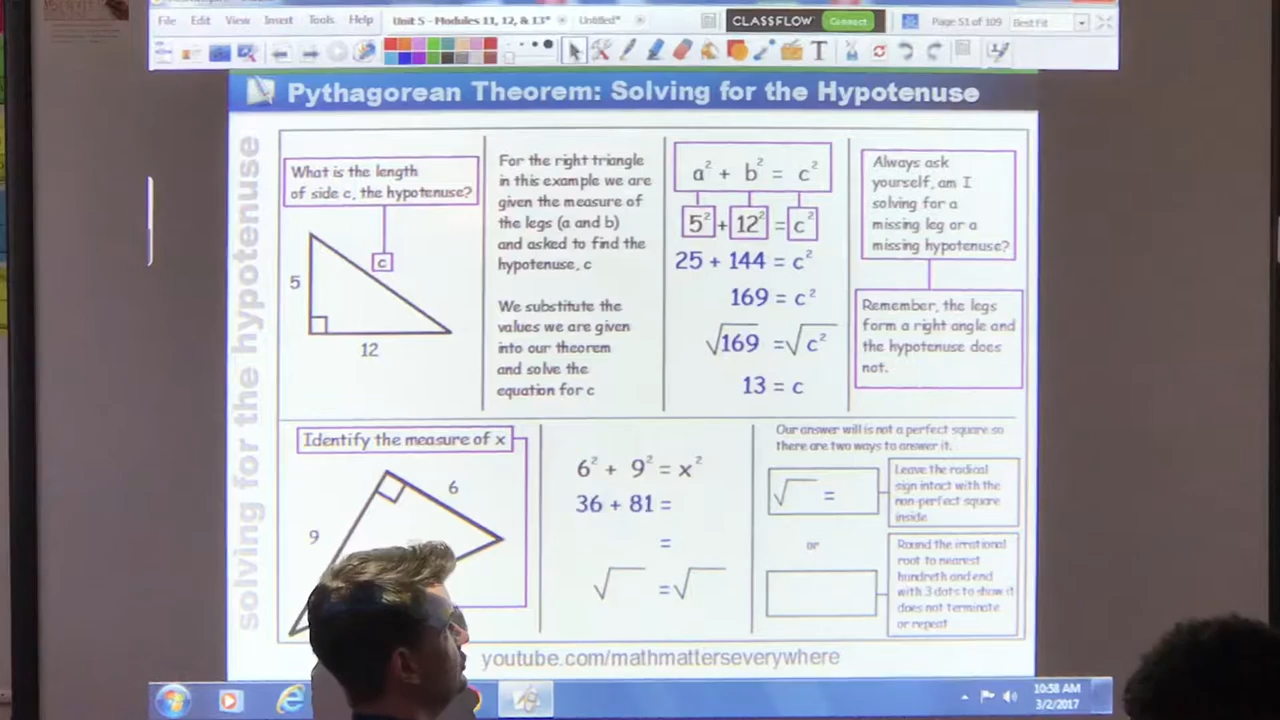 File Edit View Insert Tools Help
Unit 5 - Modules 11, 12, & 13*
Untitled*
CLASSFLOW
Connect
Page 51 of 109
Best Fit
Pythagorean Theorem: Solving for the Hypotenuse
solving for the hypotenuse
What is the length
of side c, the hypotenuse?
c
5
12
For the right triangle
in this example we are
given the measure of
the legs (a and b)
and asked to find the
hypotenuse, c
We substitute the
values we are given
into our theorem
and solve the
equation for c
a² + b² = c²
5² + 12² = c²
25 + 144 = c²
169 = c²
√169 = √c²
13 = c
Always ask
yourself, am I
solving for a
missing leg or a
missing hypotenuse?
Remember, the legs
form a right angle and
the hypotenuse does
not.
Identify the measure of x
6
9
6² + 9² = x²
36 + 81 =
=
√ = √
Our answer will is not a perfect square so
there are two ways to answer it.
√ =
Leave the radical
sign intact with the
non-perfect square
inside
or
Round the irrational
root to nearest
hundreth and end
with 3 dots to show it
does not terminate
or repeat
youtube.com/mathmatterseverywhere
10:58 AM
3/2/2017